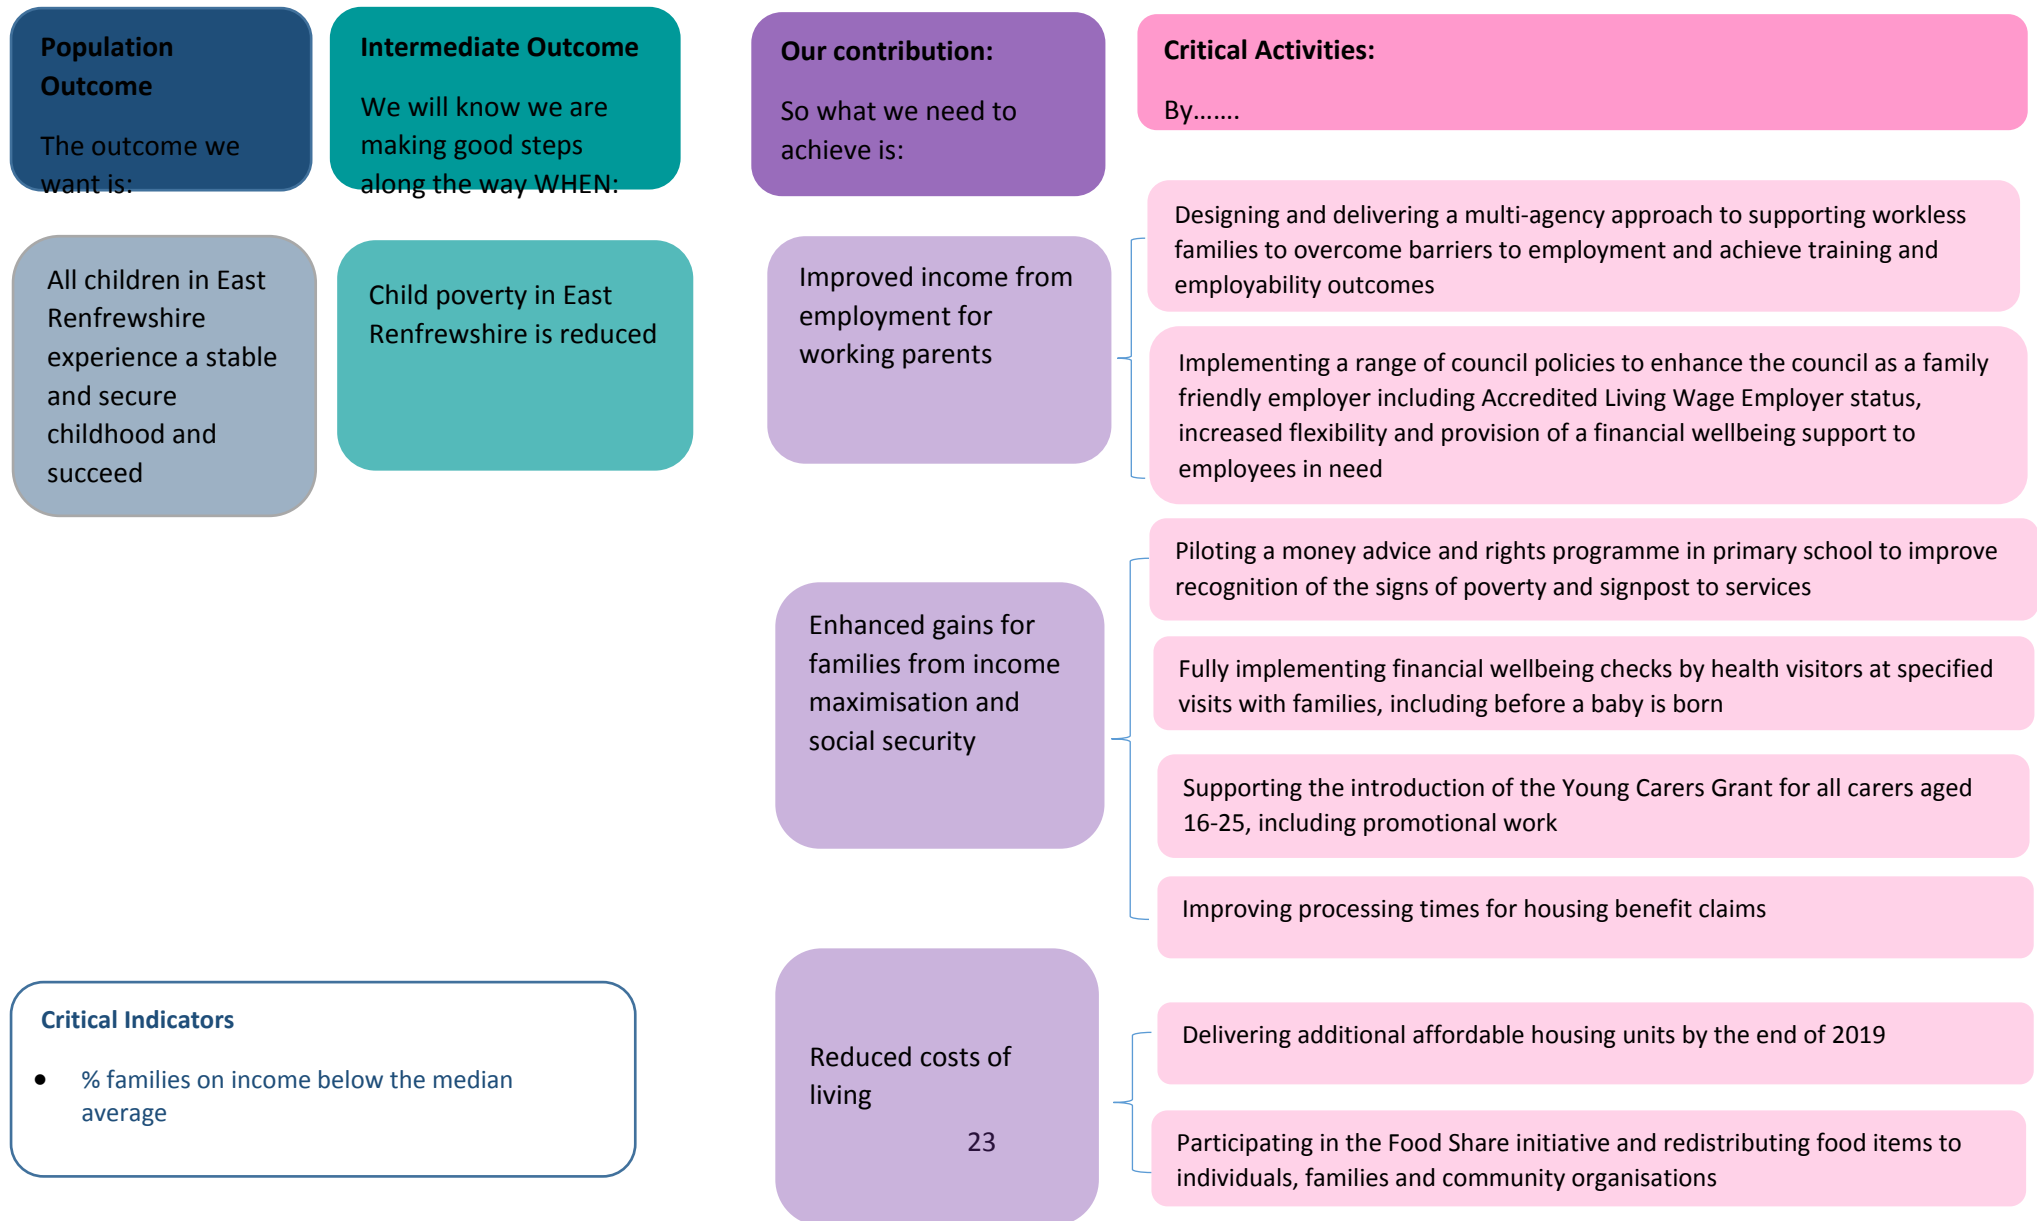 Population
Outcome
The outcome we
want is:
Intermediate Outcome
We will know we are
making good steps
along the way WHEN:
Our contribution:
So what we need to
achieve is:
Critical Activities:
By.......
All children in East
Renfrewshire
experience a stable
and secure
childhood and
succeed
Child poverty in East
Renfrewshire is reduced
Improved income from
employment for
working parents
Designing and delivering a multi-agency approach to supporting workless
families to overcome barriers to employment and achieve training and
employability outcomes
Implementing a range of council policies to enhance the council as a family
friendly employer including Accredited Living Wage Employer status,
increased flexibility and provision of a financial wellbeing support to
employees in need
Enhanced gains for
families from income
maximisation and
social security
Piloting a money advice and rights programme in primary school to improve
recognition of the signs of poverty and signpost to services
Fully implementing financial wellbeing checks by health visitors at specified
visits with families, including before a baby is born
Supporting the introduction of the Young Carers Grant for all carers aged
16-25, including promotional work
Improving processing times for housing benefit claims
Critical Indicators
• % families on income below the median
average
Reduced costs of
living
23
Delivering additional affordable housing units by the end of 2019
Participating in the Food Share initiative and redistributing food items to
individuals, families and community organisations